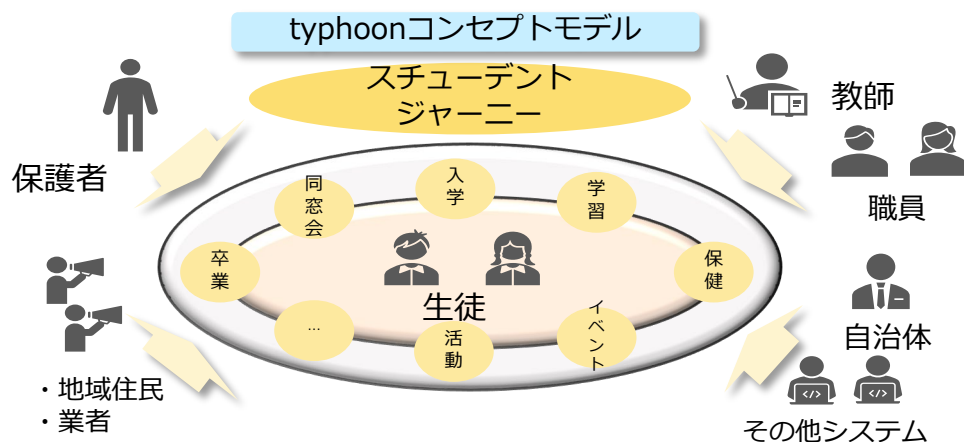 typhoonコンセプトモデル
スチューデント
ジャーニー
保護者
教師
職員
同窓会
入学
学習
卒業
保健
生徒
…
活動
イベント
自治体
・地域住民
・業者
</>
</>
その他システム